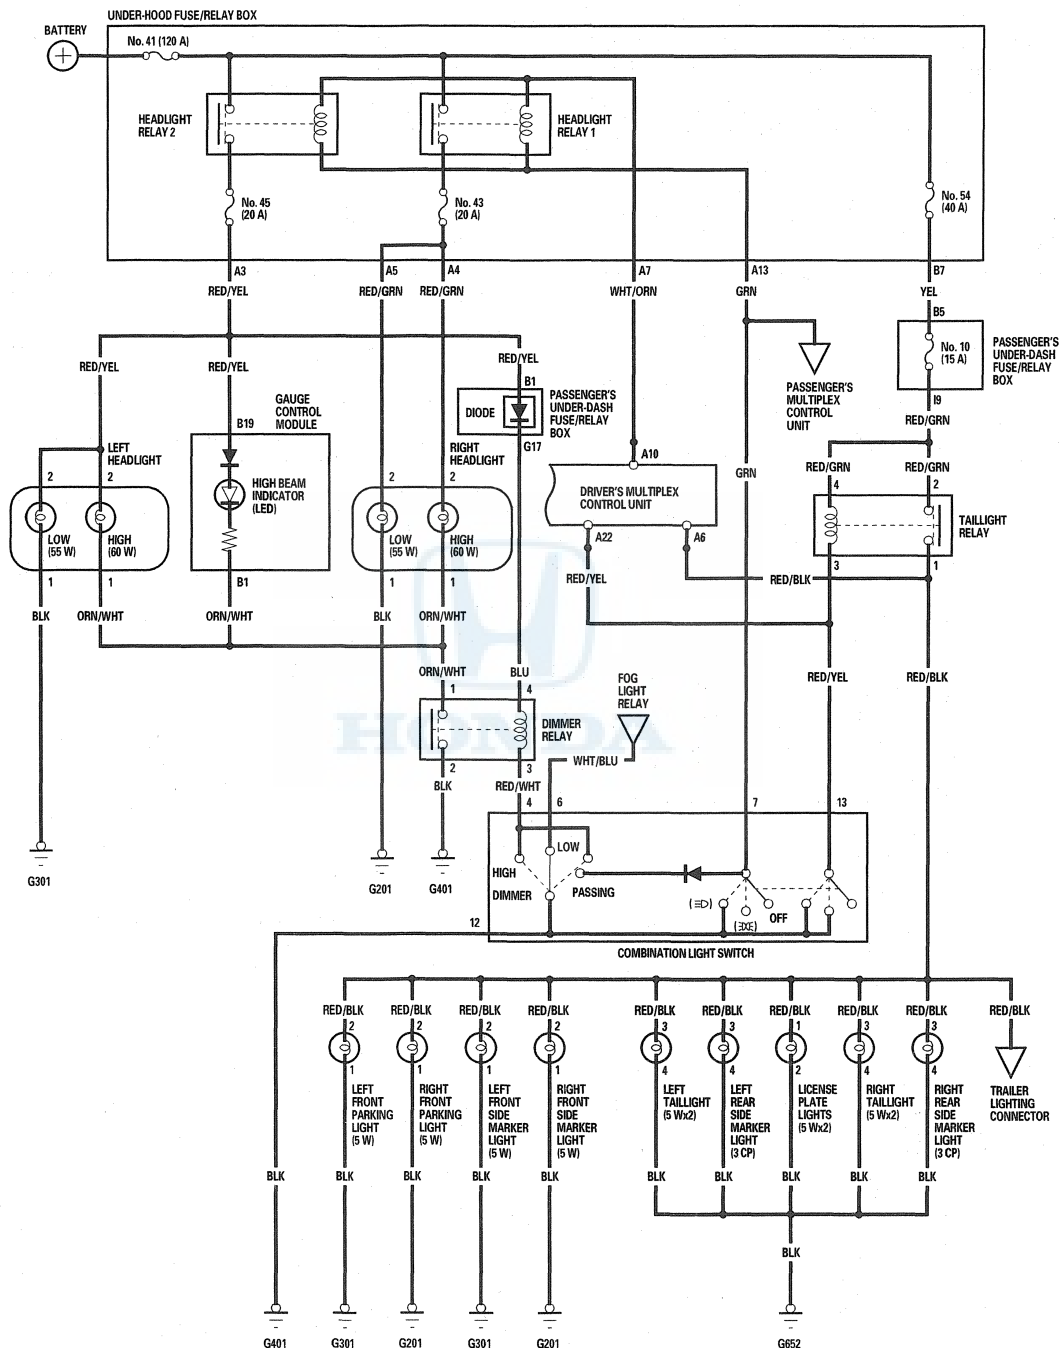 UNDER-HOOD FUSE/RELAY BOX
BATTERY
No. 41 (120 A)
HEADLIGHT
RELAY 2
HEADLIGHT
RELAY 1
No. 45
(20 A)
No. 43
(20 A)
No. 54
(40 A)
A3
A5
A4
A7
A13
B7
RED/YEL
RED/GRN
RED/GRN
WHT/ORN
GRN
YEL
B5
No. 10
(15 A)
PASSENGER'S
UNDER-DASH
FUSE/RELAY
BOX
I9
RED/YEL
RED/YEL
RED/YEL
B1
DIODE
PASSENGER'S
UNDER-DASH
FUSE/RELAY
BOX
G17
PASSENGER'S
MULTIPLEX
CONTROL
UNIT
RED/GRN
GAUGE
CONTROL
MODULE
B19
LEFT
HEADLIGHT
RIGHT
HEADLIGHT
A10
GRN
RED/GRN
RED/GRN
2
2
2
2
4
2
HIGH BEAM
INDICATOR
(LED)
DRIVER'S MULTIPLEX
CONTROL UNIT
TAILLIGHT
RELAY
LOW
(55 W)
HIGH
(60 W)
LOW
(55 W)
HIGH
(60 W)
A22
A6
3
1
1
1
B1
1
1
RED/YEL
RED/BLK
BLK
ORN/WHT
ORN/WHT
BLK
ORN/WHT
ORN/WHT
BLU
FOG
LIGHT
RELAY
RED/YEL
RED/BLK
1
4
DIMMER
RELAY
HONDA
2
3
WHT/BLU
BLK
RED/WHT
4
6
7
13
LOW
HIGH
DIMMER
PASSING
OFF
G301
G201
G401
12
COMBINATION LIGHT SWITCH
RED/BLK
RED/BLK
RED/BLK
RED/BLK
RED/BLK
RED/BLK
RED/BLK
RED/BLK
RED/BLK
RED/BLK
2
2
2
2
3
3
1
3
3
1
1
1
1
4
4
2
4
4
LEFT
FRONT
PARKING
LIGHT
(5 W)
RIGHT
FRONT
PARKING
LIGHT
(5 W)
LEFT
FRONT
SIDE
MARKER
LIGHT
(5 W)
RIGHT
FRONT
SIDE
MARKER
LIGHT
(5 W)
LEFT
TAILLIGHT
(5 Wx2)
LEFT
REAR
SIDE
MARKER
LIGHT
(3 CP)
LICENSE
PLATE
LIGHTS
(5 Wx2)
RIGHT
TAILLIGHT
(5 Wx2)
RIGHT
REAR
SIDE
MARKER
LIGHT
(3 CP)
TRAILER
LIGHTING
CONNECTOR
BLK
BLK
BLK
BLK
BLK
BLK
BLK
BLK
BLK
BLK
BLK
G401
G301
G201
G301
G201
G652